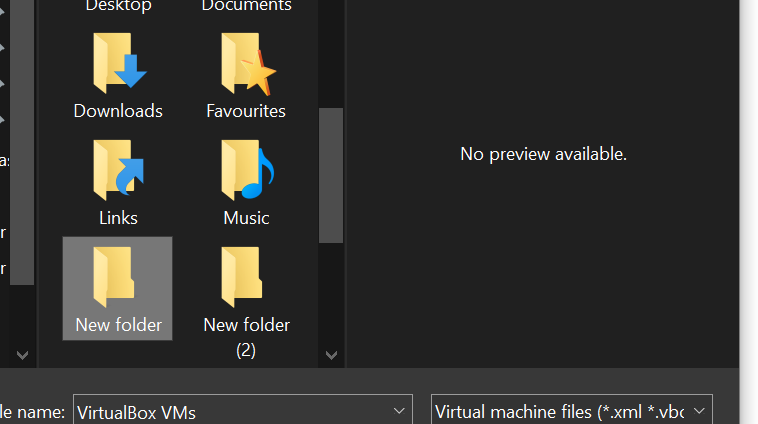 Desktop
Documents
Downloads
Favourites
No preview available.
Links
Music
New folder
New folder
(2)
le name:
VirtualBox VMs
Virtual machine files (*.xml *.vbc